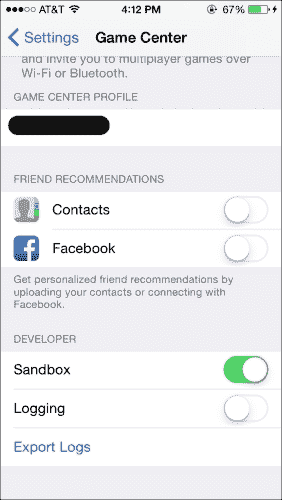 AT&T 4:12 PM 67%
Settings Game Center
and invite you to multiplayer games over
Wi-Fi or Bluetooth.
GAME CENTER PROFILE
FRIEND RECOMMENDATIONS
Contacts
Facebook
Get personalized friend recommendations by
uploading your contacts or connecting with
Facebook.
DEVELOPER
Sandbox
Logging
Export Logs